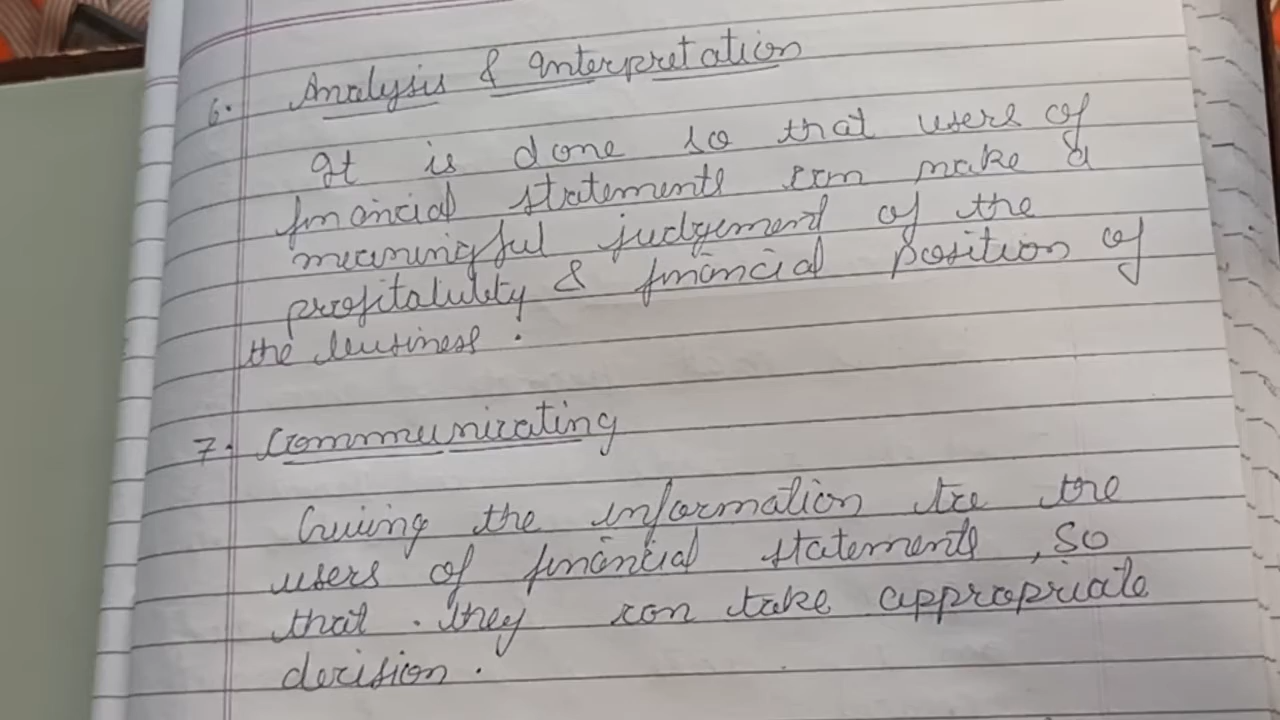 6. Analysis & Interpretation
It is done so that users of
financial statements can make a
meaningful judgement of the
profitability & financial position of
the business.
7. Communicating
Giving the information to the
users of financial statements, so
that they can take appropriate
decision.